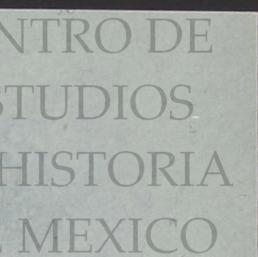 NTRO DE
STUDIOS
HISTORIA
MEXICO